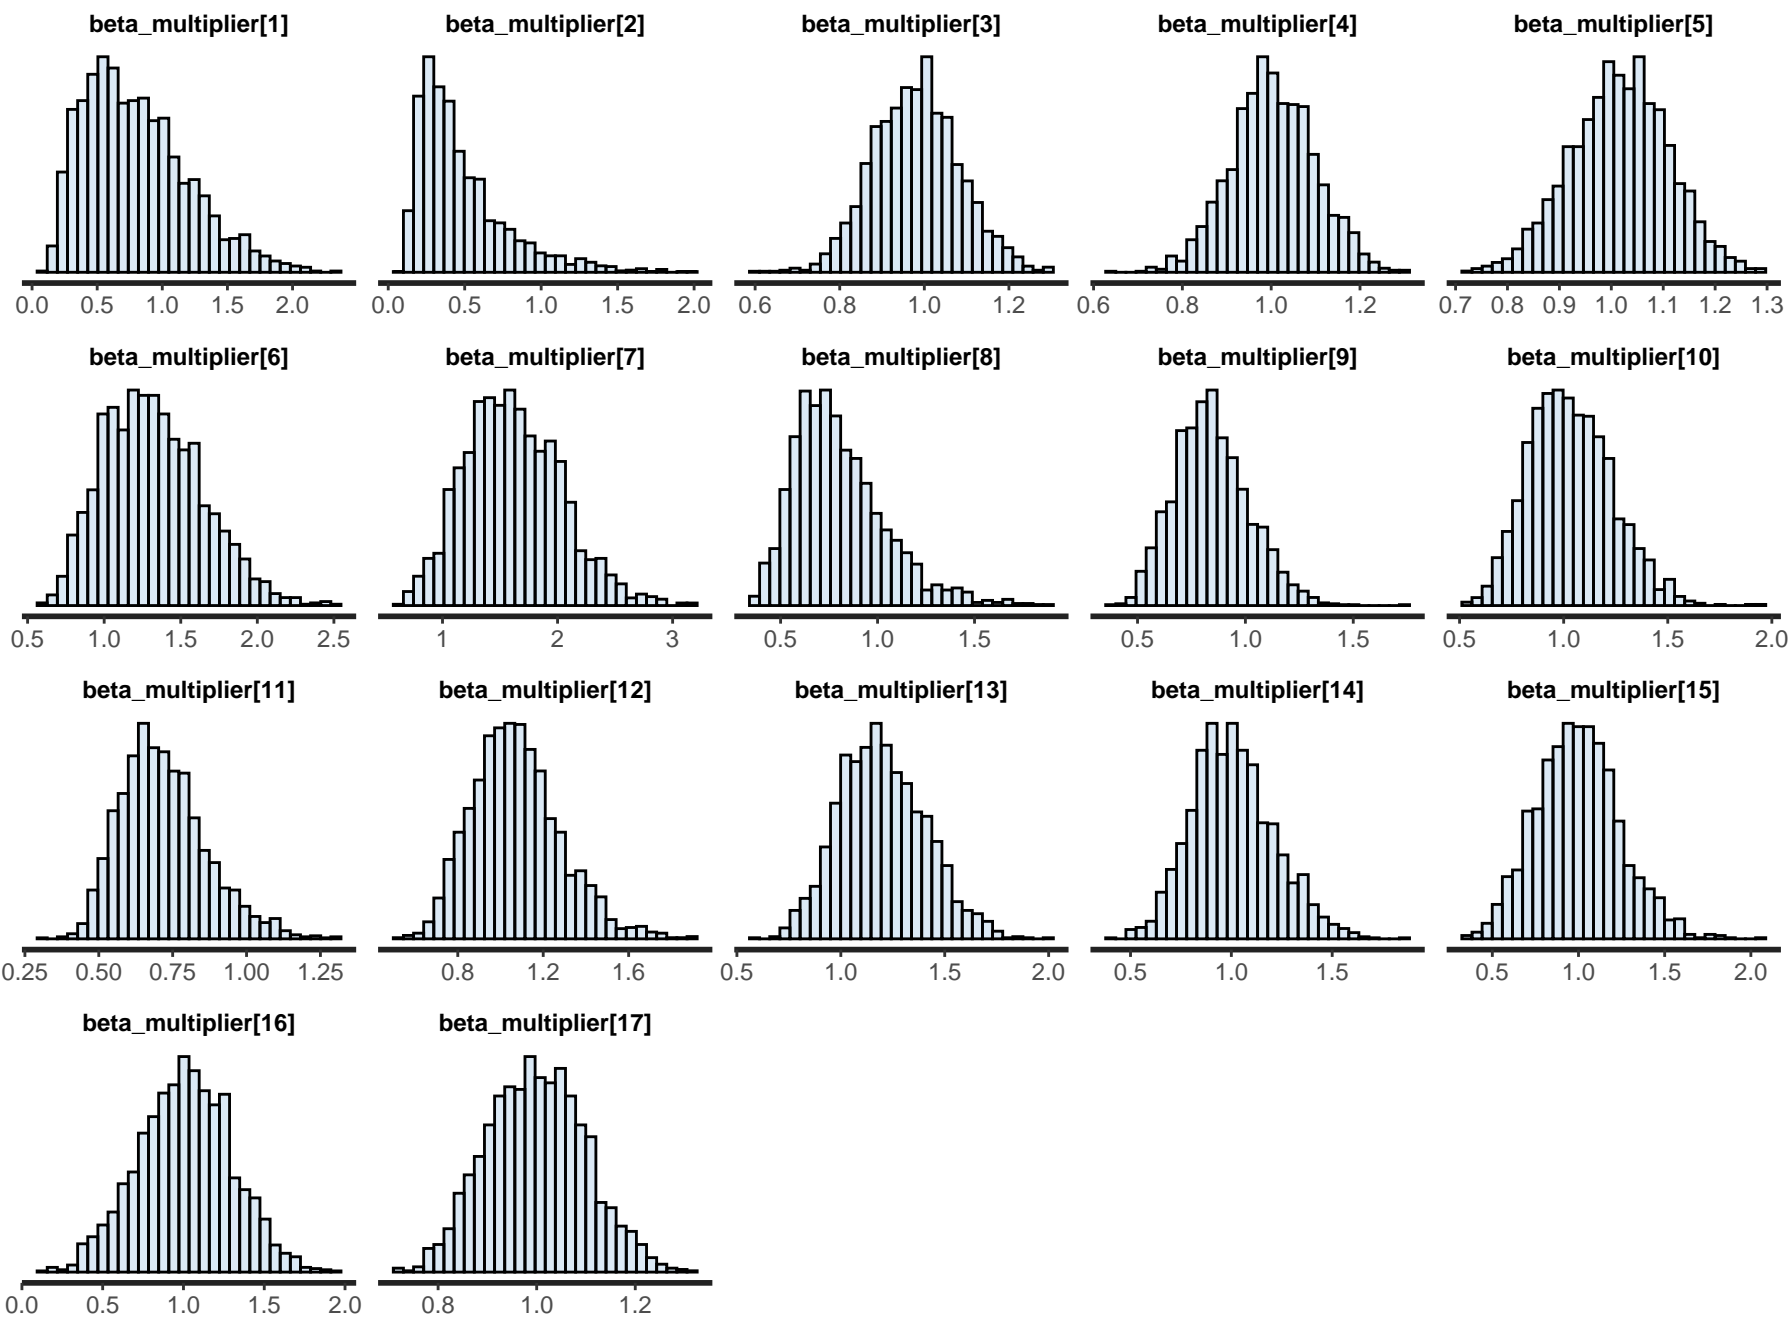 beta_multiplier[1] beta_multiplier[2] beta_multiplier[3] beta_multiplier[4] beta_multiplier[5]
0.0 0.5 1.0 1.5 2.0 0.0 0.5 1.0 1.5 2.0 0.6 0.8 1.0 1.2 0.6 0.8 1.0 1.2 0.7 0.8 0.9 1.0 1.1 1.2 1.3
beta_multiplier[6] beta_multiplier[7] beta_multiplier[8] beta_multiplier[9] beta_multiplier[10]
0.5 1.0 1.5 2.0 2.5 1 2 3 0.5 1.0 1.5 0.5 1.0 1.5 0.5 1.0 1.5 2.0
beta_multiplier[11] beta_multiplier[12] beta_multiplier[13] beta_multiplier[14] beta_multiplier[15]
0.25 0.50 0.75 1.00 1.25 0.8 1.2 1.6 0.5 1.0 1.5 2.0 0.5 1.0 1.5 0.5 1.0 1.5 2.0
beta_multiplier[16] beta_multiplier[17]
0.0 0.5 1.0 1.5 2.0 0.8 1.0 1.2